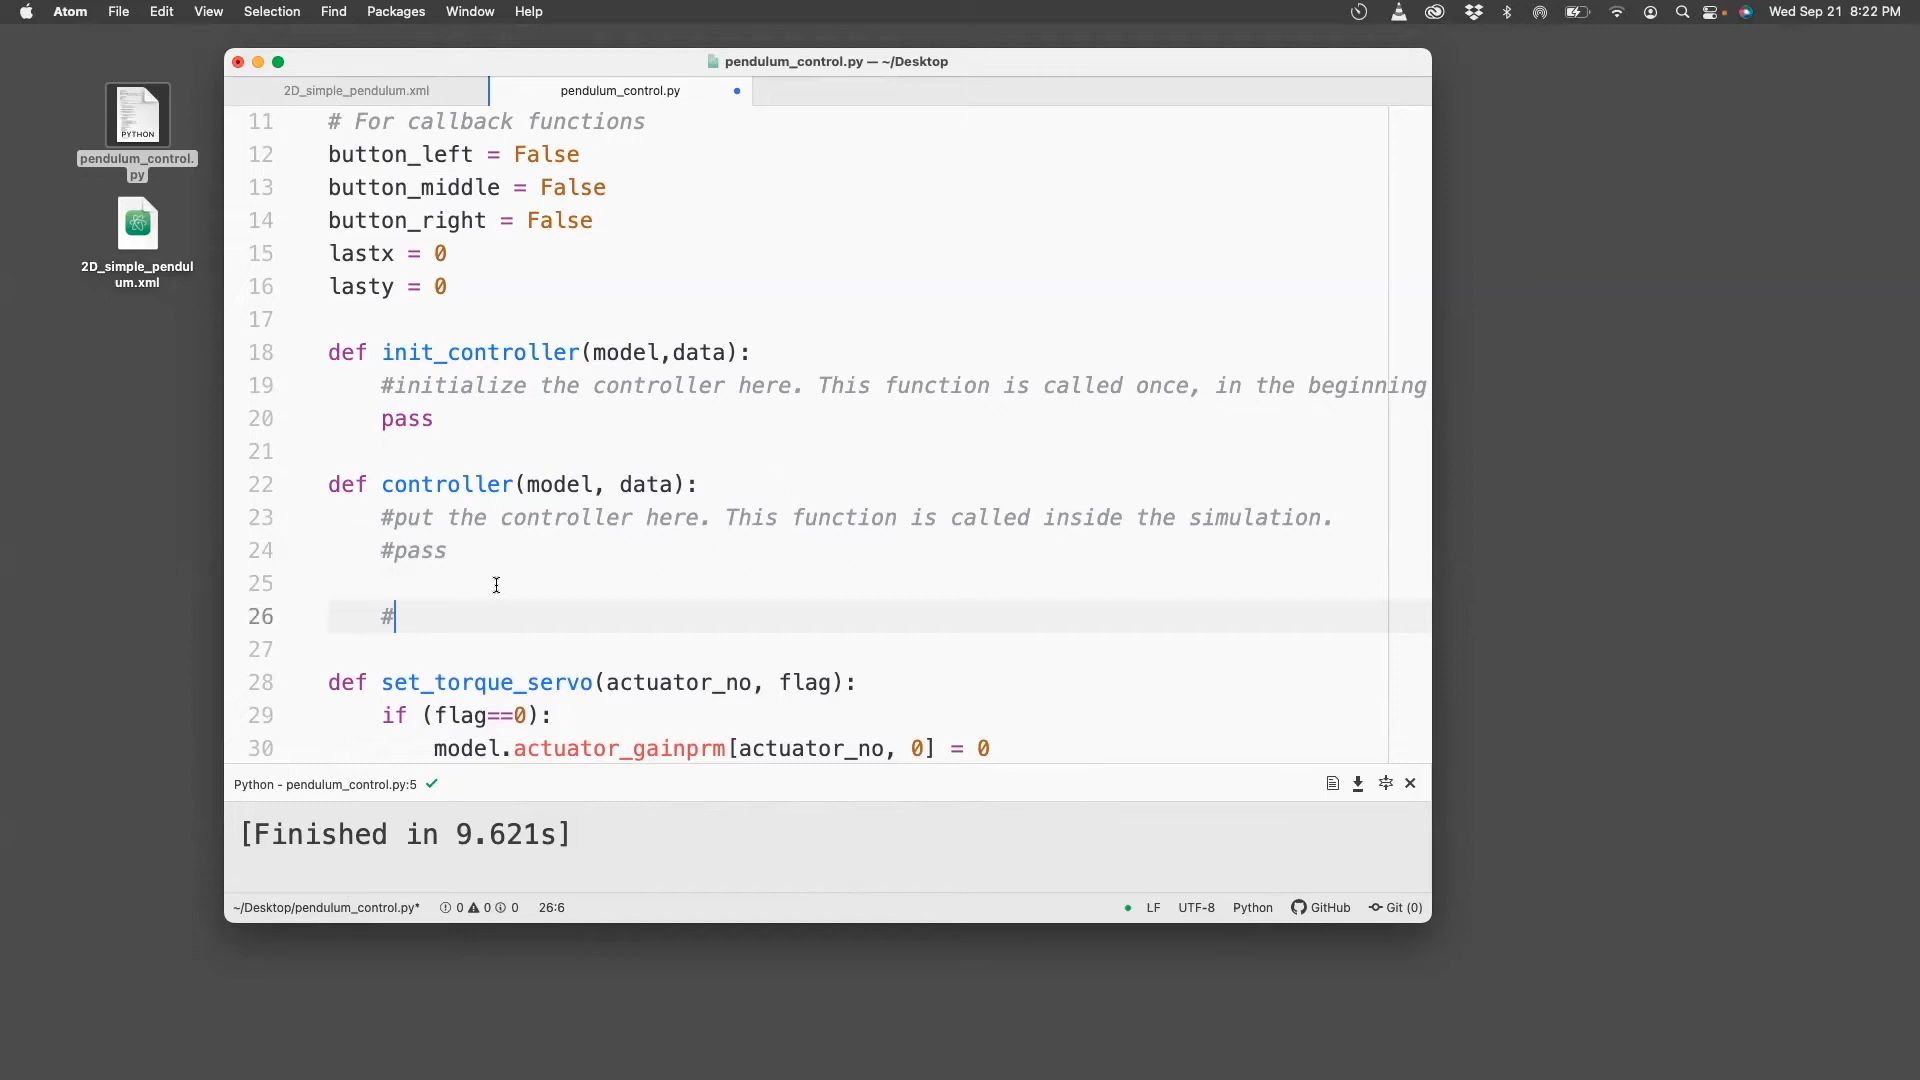 Atom File Edit View Selection Find Packages Window Help
Wed Sep 21 8:22 PM
PYTHON
pendulum_control.
py
2D_simple_pendul
um.xml
pendulum_control.py — ~/Desktop
2D_simple_pendulum.xml
pendulum_control.py
11 # For callback functions
12 button_left = False
13 button_middle = False
14 button_right = False
15 lastx = 0
16 lasty = 0
17
18 def init_controller(model,data):
19     #initialize the controller here. This function is called once, in the beginning
20     pass
21
22 def controller(model, data):
23     #put the controller here. This function is called inside the simulation.
24     #pass
25
26     #
27
28 def set_torque_servo(actuator_no, flag):
29     if (flag==0):
30         model.actuator_gainprm[actuator_no, 0] = 0
Python - pendulum_control.py:5
[Finished in 9.621s]
~/Desktop/pendulum_control.py* 0 0 0 26:6 LF UTF-8 Python GitHub Git (0)